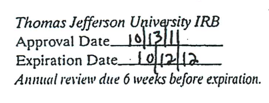 Thomas Jefferson University IRB
Approval Date 10/13/11
Expiration Date 10/12/12
Annual review due 6 weeks before expiration.